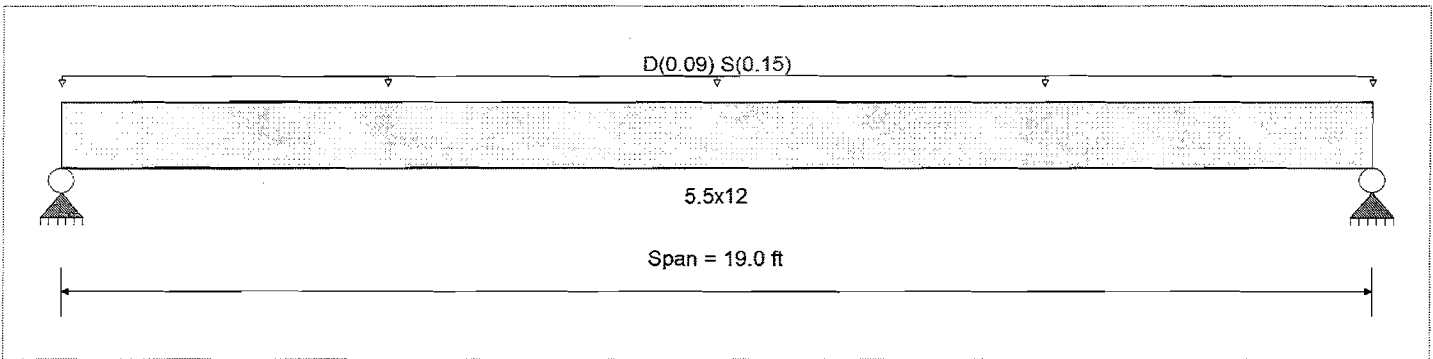 D(0.09) S(0.15)
5.5x12
Span = 19.0 ft